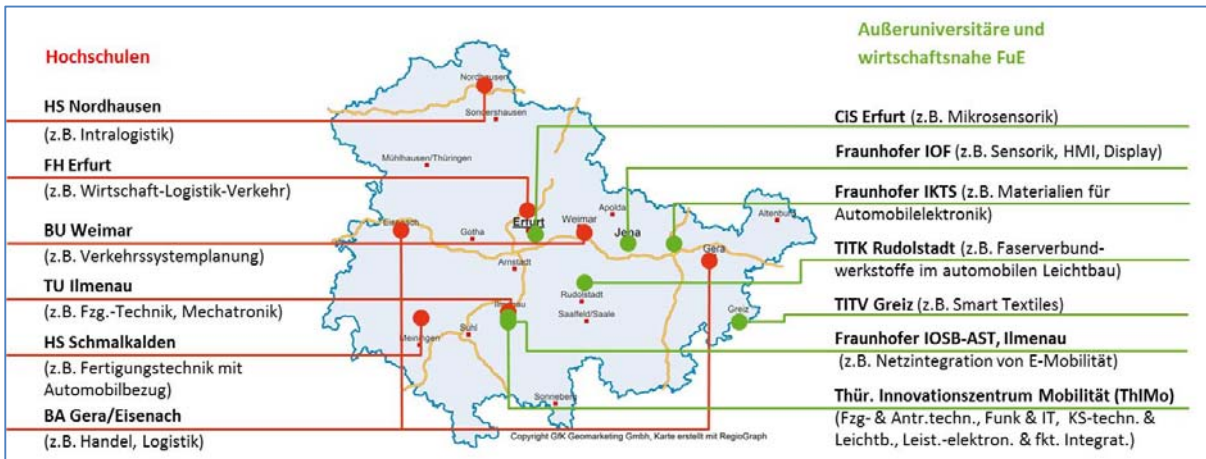 Hochschulen
HS Nordhausen
(z.B. Intralogistik)
FH Erfurt
(z.B. Wirtschaft-Logistik-Verkehr)
BU Weimar
(z.B. Verkehrssystemplanung)
TU Ilmenau
(z.B. Fzg.-Technik, Mechatronik)
HS Schmalkalden
(z.B. Fertigungstechnik mit
Automobilbezug)
BA Gera/Eisenach
(z.B. Handel, Logistik)
Nordhausen
Sondershausen
Mühlhausen/Thüringen
Eisenach
Gotha
Erfurt
Weimar
Apolda
Jena
Gera
Altenburg
Arnstadt
Ilmenau
Rudolstadt
Saalfeld/Saale
Greiz
Suhl
Meiningen
Sonneberg
Copyright GfK Geomarketing Gmbh, Karte erstellt mit RegioGraph
Außeruniversitäre und
wirtschaftsnahe FuE
CIS Erfurt (z.B. Mikrosensorik)
Fraunhofer IOF (z.B. Sensorik, HMI, Display)
Fraunhofer IKTS (z.B. Materialien für
Automobilelektronik)
TITK Rudolstadt (z.B. Faserverbund-
werkstoffe im automobilen Leichtbau)
TITV Greiz (z.B. Smart Textiles)
Fraunhofer IOSB-AST, Ilmenau
(z.B. Netzintegration von E-Mobilität)
Thür. Innovationszentrum Mobilität (ThIMo)
(Fzg- & Antr.techn., Funk & IT, KS-techn. &
Leichtb., Leist.-elektron. & fkt. Integrat.)